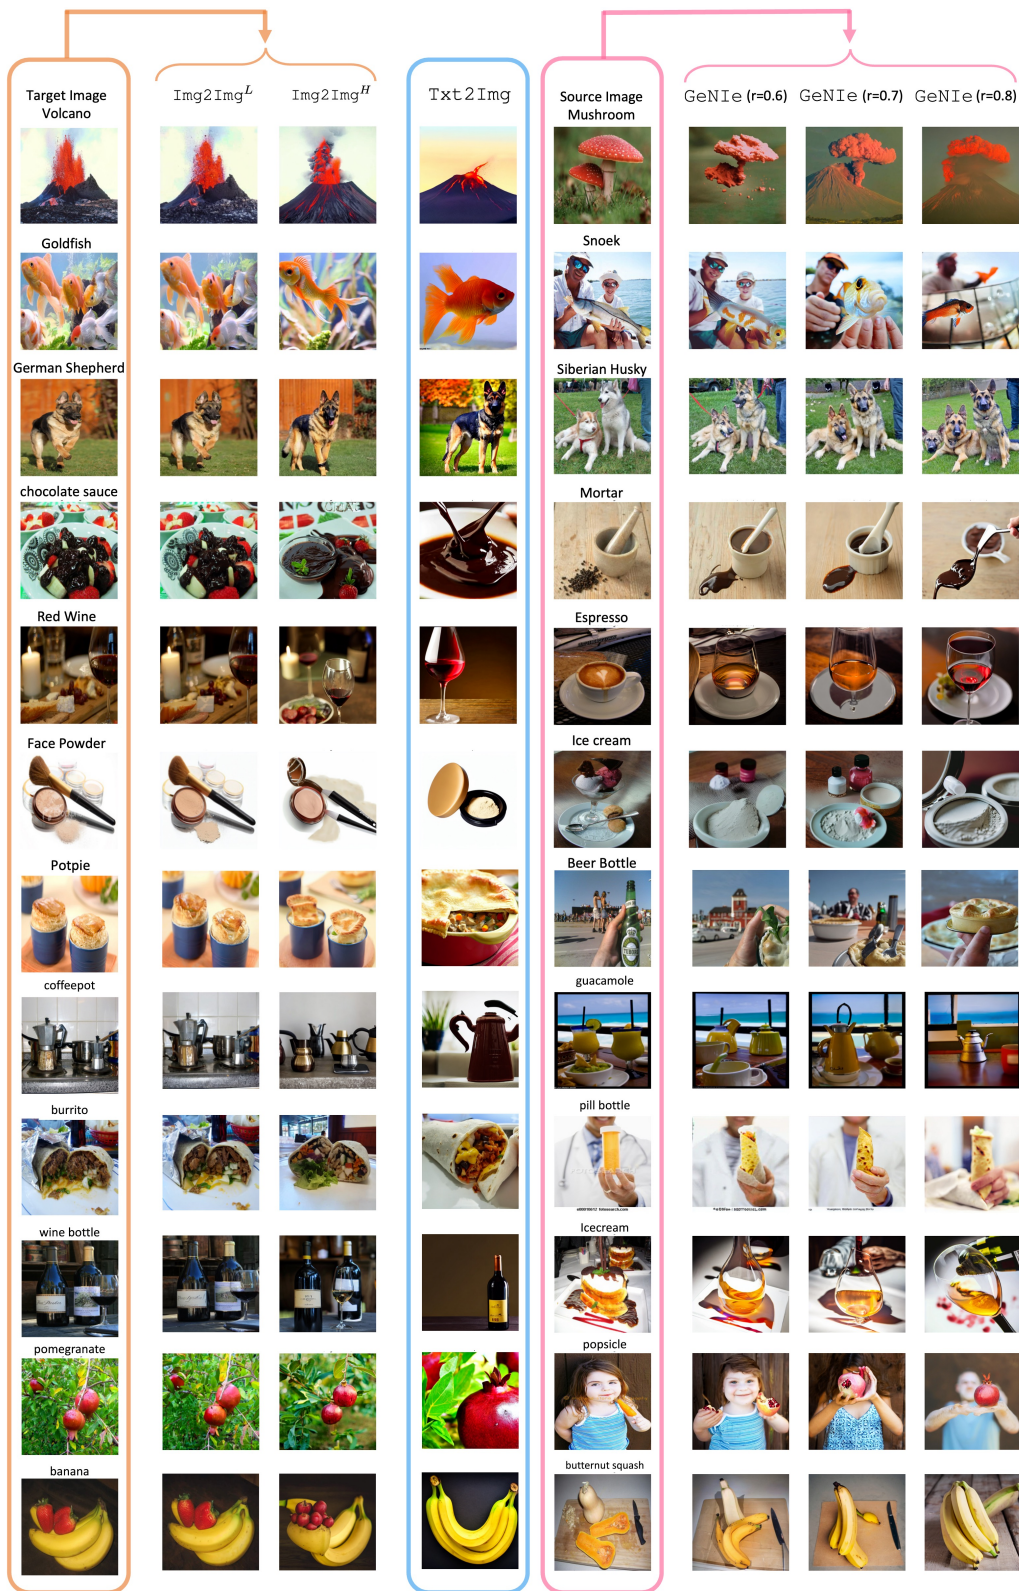 Target Image
Volcano
Img2Img^L
Img2Img^H
Txt2Img
Source Image
Mushroom
GeNIe (r=0.6)
GeNIe (r=0.7)
GeNIe (r=0.8)
Goldfish
Snoek
German Shepherd
Siberian Husky
chocolate sauce
Mortar
Red Wine
Espresso
Face Powder
Ice cream
Potpie
Beer Bottle
coffeepot
guacamole
burrito
pill bottle
wine bottle
Icecream
pomegranate
popsicle
banana
butternut squash